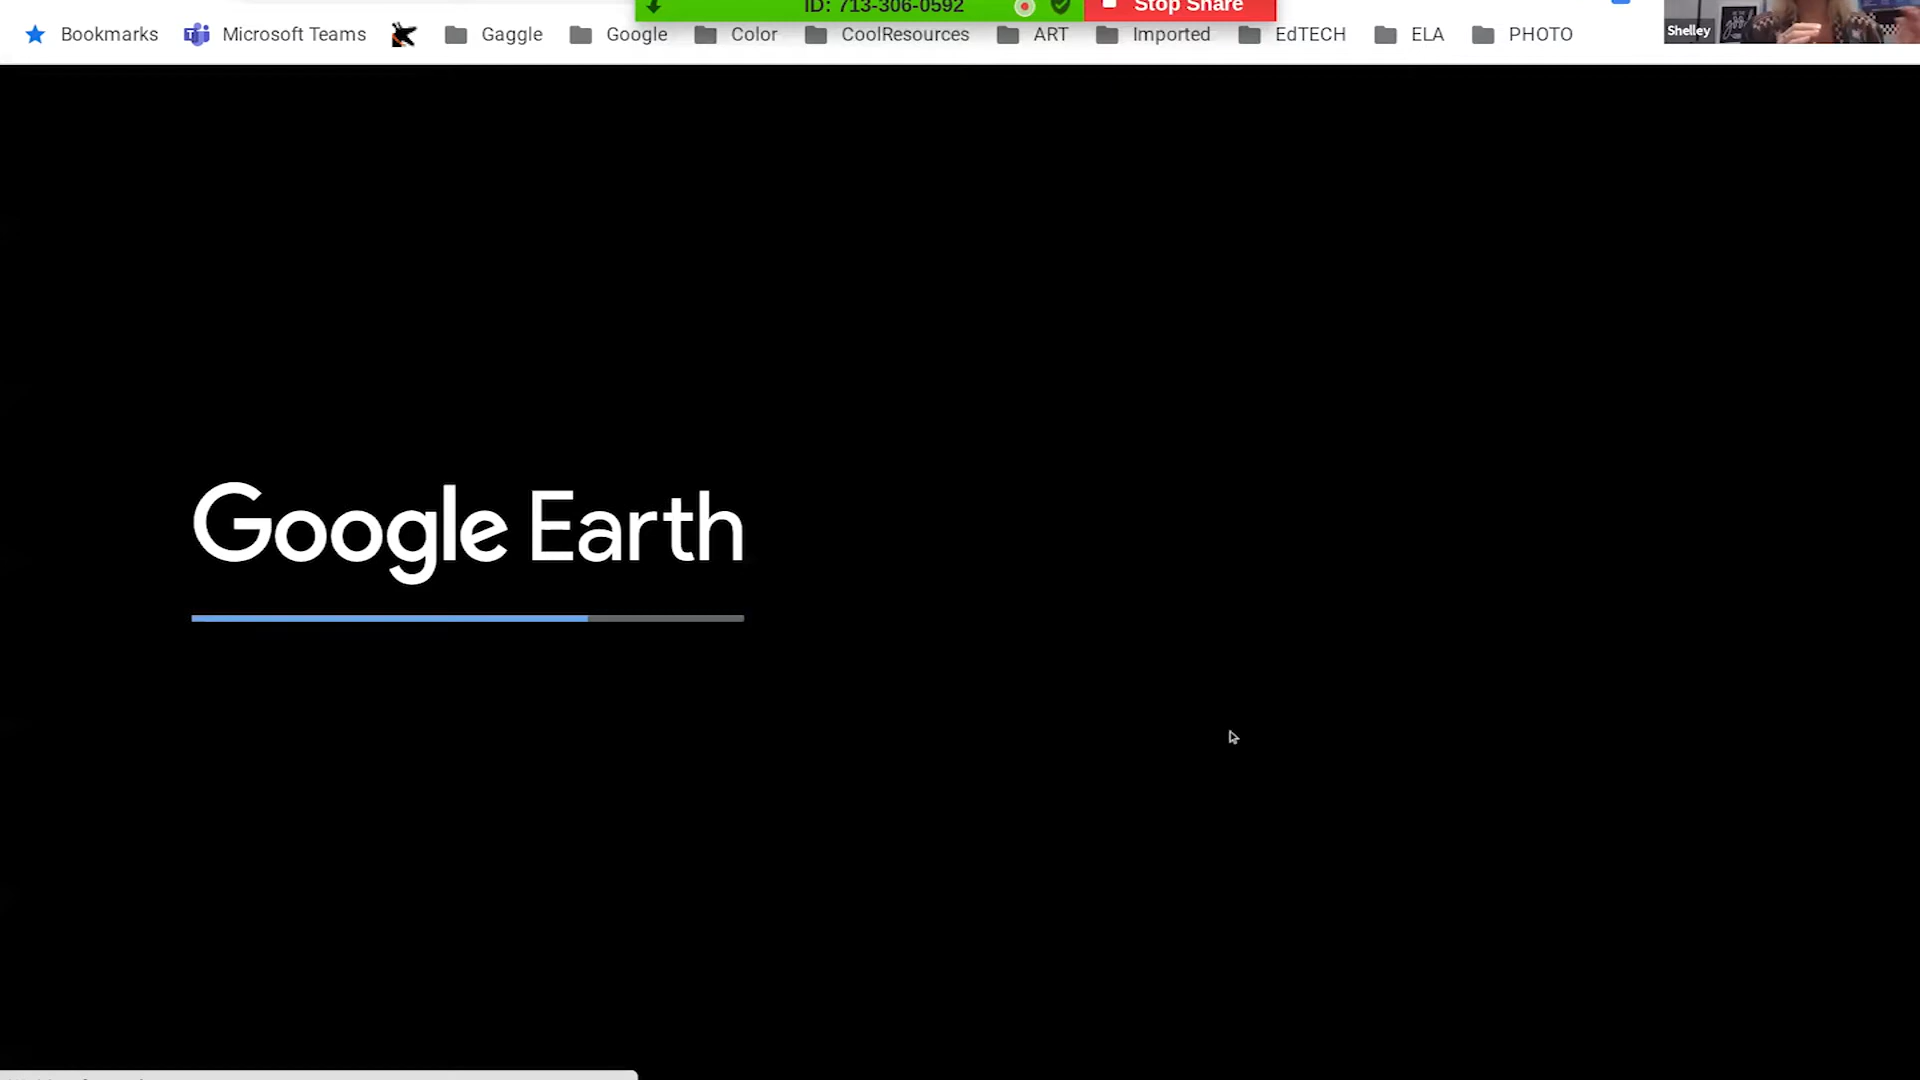 ID: 713-306-0592 Stop Share
Bookmarks Microsoft Teams Gaggle Google Color CoolResources ART Imported EdTECH ELA PHOTO
Shelley
Google Earth